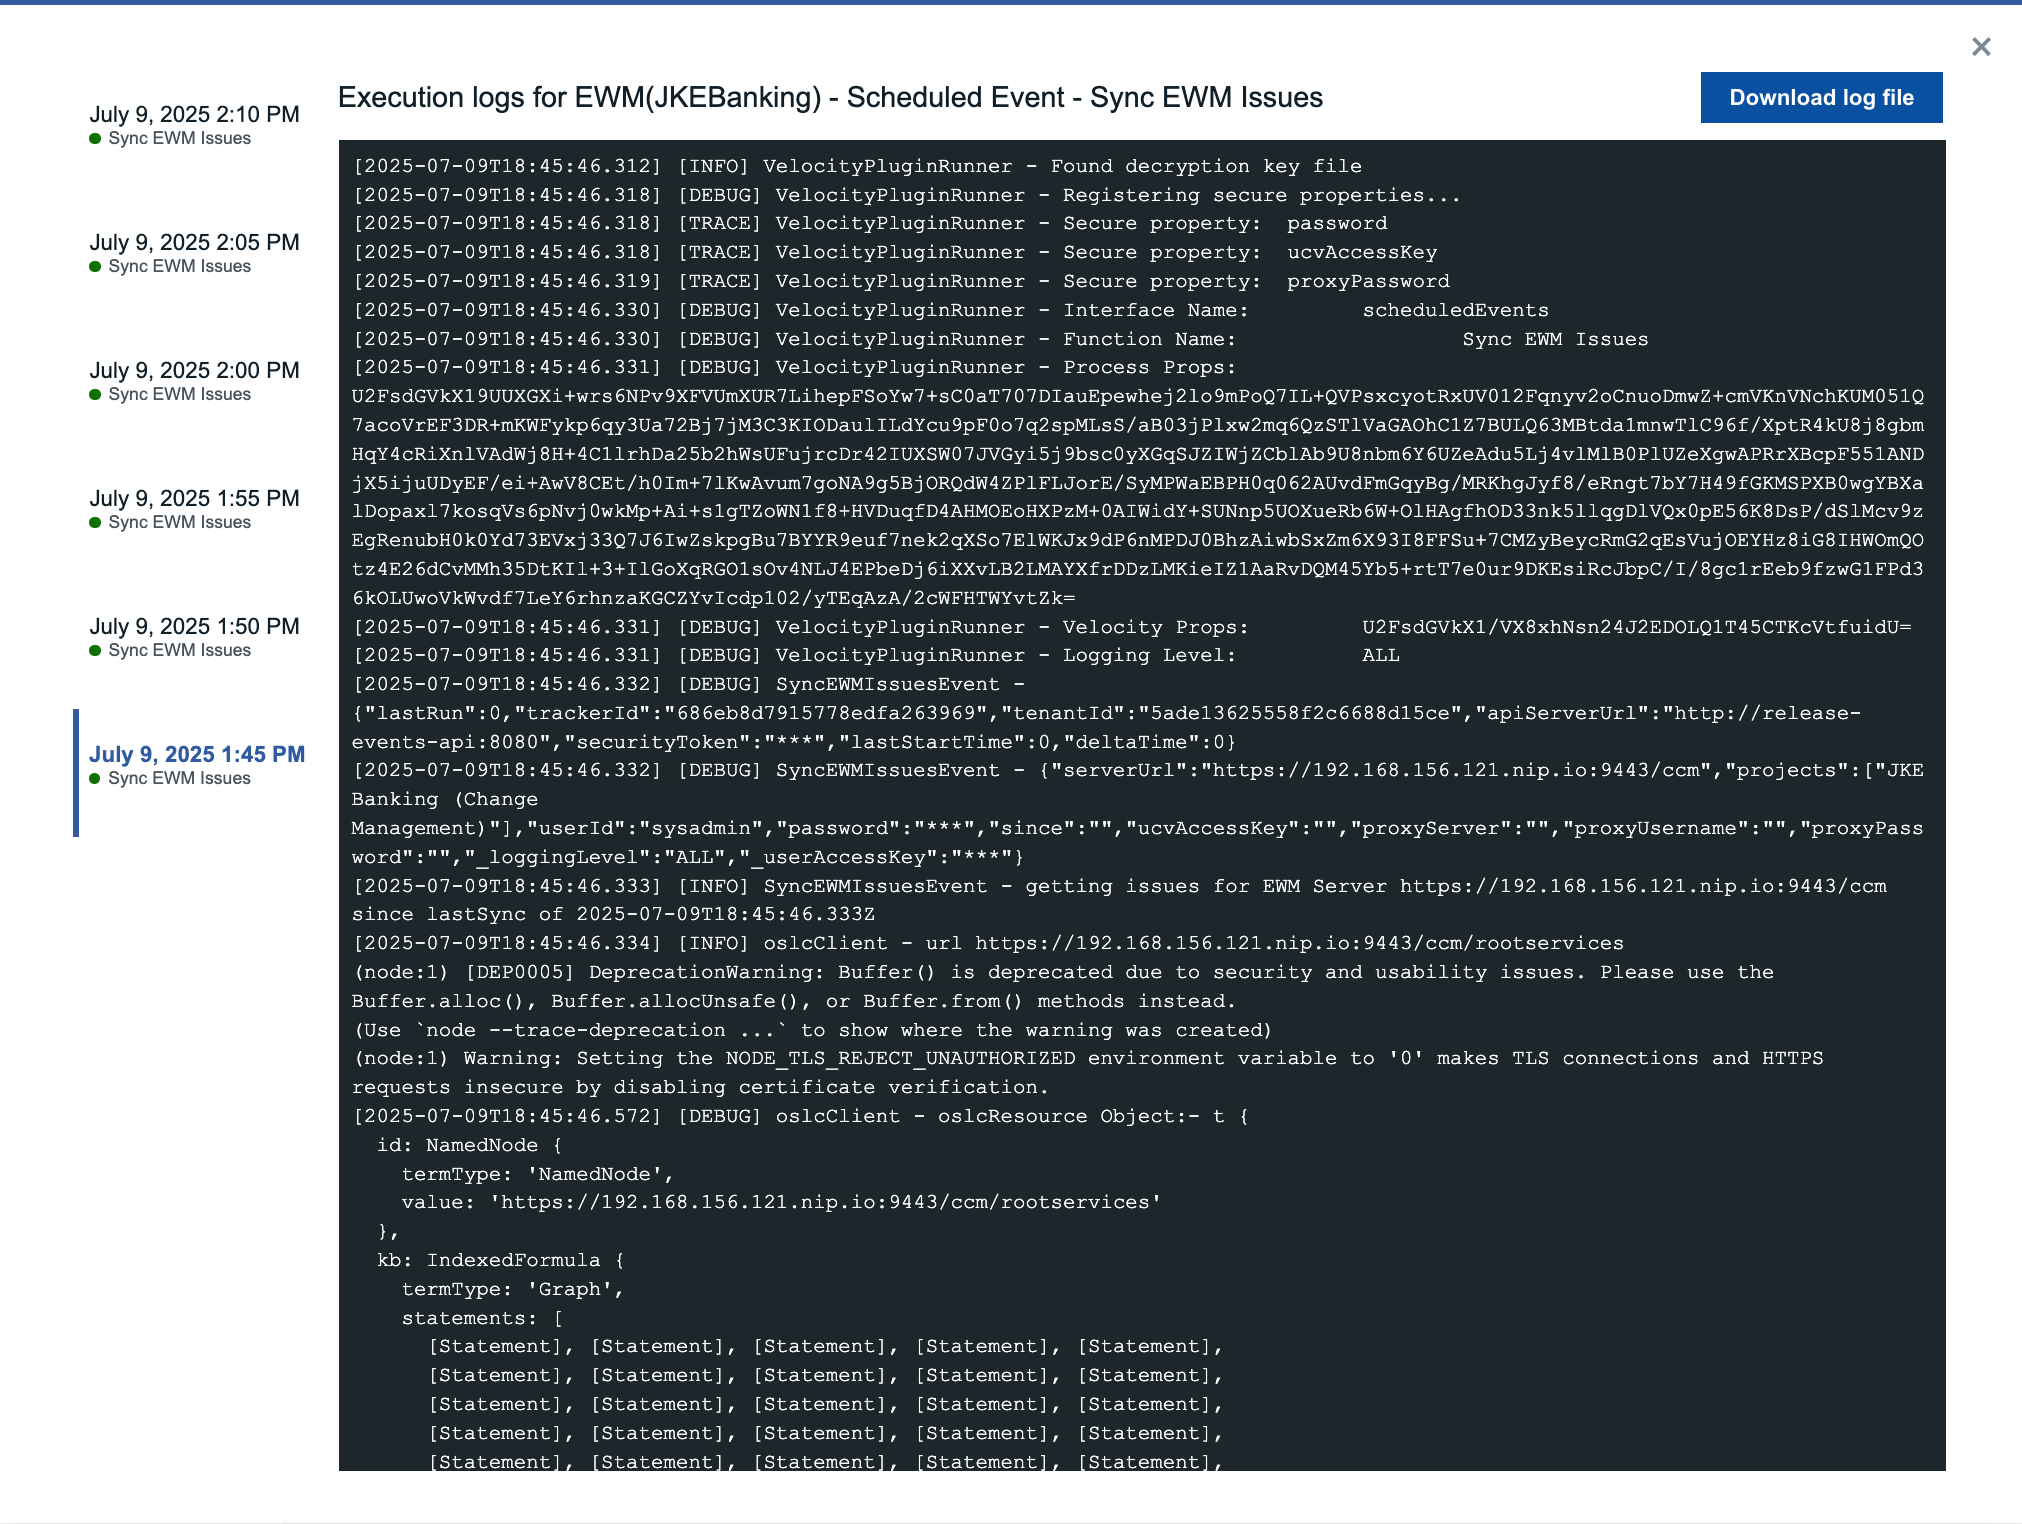 ×
July 9, 2025 2:10 PM
Sync EWM Issues
July 9, 2025 2:05 PM
Sync EWM Issues
July 9, 2025 2:00 PM
Sync EWM Issues
July 9, 2025 1:55 PM
Sync EWM Issues
July 9, 2025 1:50 PM
Sync EWM Issues
July 9, 2025 1:45 PM
Sync EWM Issues
Execution logs for EWM(JKEBanking) - Scheduled Event - Sync EWM Issues
Download log file
[2025-07-09T18:45:46.312] [INFO] VelocityPluginRunner - Found decryption key file
[2025-07-09T18:45:46.318] [DEBUG] VelocityPluginRunner - Registering secure properties...
[2025-07-09T18:45:46.318] [TRACE] VelocityPluginRunner - Secure property:  password
[2025-07-09T18:45:46.318] [TRACE] VelocityPluginRunner - Secure property:  ucvAccessKey
[2025-07-09T18:45:46.319] [TRACE] VelocityPluginRunner - Secure property:  proxyPassword
[2025-07-09T18:45:46.330] [DEBUG] VelocityPluginRunner - Interface Name:         scheduledEvents
[2025-07-09T18:45:46.330] [DEBUG] VelocityPluginRunner - Function Name:                  Sync EWM Issues
[2025-07-09T18:45:46.331] [DEBUG] VelocityPluginRunner - Process Props:
U2FsdGVkX19UUXGXi+wrs6NPv9XFVUmXUR7LihepFSoYw7+sC0aT707DIauEpewhej2lo9mPoQ7IL+QVPsxcyotRxUV012Fqnyv2oCnuoDmwZ+cmVKnVNchKUM051Q
7acoVrEF3DR+mKWFykp6qy3Ua72Bj7jM3C3KIODaulILdYcu9pF0o7q2spMLsS/aB03jPlxw2mq6QzSTlVaGAOhC1Z7BULQ63MBtda1mnwTlC96f/XptR4kU8j8gbm
HqY4cRiXnlVAdWj8H+4C1lrhDa25b2hWsUFujrcDr42IUXSW07JVGyi5j9bsc0yXGqSJZIWjZCblAb9U8nbm6Y6UZeAdu5Lj4vlMlB0PlUZeXgwAPRrXBcpF551AND
jX5ijuUDyEF/ei+AwV8CEt/h0Im+7lKwAvum7goNA9g5BjORQdW4ZPlFLJorE/SyMPWaEBPH0q062AUvdFmGqyBg/MRKhgJyf8/eRngt7bY7H49fGKMSPXB0wgYBXa
lDopaxl7kosqVs6pNvj0wkMp+Ai+s1gTZoWN1f8+HVDuqfD4AHMOEoHXPzM+0AIWidY+SUNnp5UOXueRb6W+OlHAgfhOD33nk5llqgDlVQx0pE56K8DsP/dSlMcv9z
EgRenubH0k0Yd73EVxj33Q7J6IwZskpgBu7BYYR9euf7nek2qXSo7ElWKJx9dP6nMPDJ0BhzAiwbSxZm6X93I8FFSu+7CMZyBeycRmG2qEsVujOEYHz8iG8IHWOmQO
tz4E26dCvMMh35DtKIl+3+IlGoXqRGO1sOv4NLJ4EPbeDj6iXXvLB2LMAYXfrDDzLMKieIZ1AaRvDQM45Yb5+rtT7e0ur9DKEsiRcJbpC/I/8gc1rEeb9fzwG1FPd3
6kOLUwoVkWvdf7LeY6rhnzaKGCZYvIcdp102/yTEqAzA/2cWFHTWYvtZk=
[2025-07-09T18:45:46.331] [DEBUG] VelocityPluginRunner - Velocity Props:         U2FsdGVkX1/VX8xhNsn24J2EDOLQ1T45CTKcVtfuidU=
[2025-07-09T18:45:46.331] [DEBUG] VelocityPluginRunner - Logging Level:          ALL
[2025-07-09T18:45:46.332] [DEBUG] SyncEWMIssuesEvent -
{"lastRun":0,"trackerId":"686eb8d7915778edfa263969","tenantId":"5ade13625558f2c6688d15ce","apiServerUrl":"http://release-
events-api:8080","securityToken":"***","lastStartTime":0,"deltaTime":0}
[2025-07-09T18:45:46.332] [DEBUG] SyncEWMIssuesEvent - {"serverUrl":"https://192.168.156.121.nip.io:9443/ccm","projects":["JKE
Banking (Change
Management)"],"userId":"sysadmin","password":"***","since":"","ucvAccessKey":"","proxyServer":"","proxyUsername":"","proxyPass
word":"","_loggingLevel":"ALL","_userAccessKey":"***"}
[2025-07-09T18:45:46.333] [INFO] SyncEWMIssuesEvent - getting issues for EWM Server https://192.168.156.121.nip.io:9443/ccm
since lastSync of 2025-07-09T18:45:46.333Z
[2025-07-09T18:45:46.334] [INFO] oslcClient - url https://192.168.156.121.nip.io:9443/ccm/rootservices
(node:1) [DEP0005] DeprecationWarning: Buffer() is deprecated due to security and usability issues. Please use the
Buffer.alloc(), Buffer.allocUnsafe(), or Buffer.from() methods instead.
(Use `node --trace-deprecation ...` to show where the warning was created)
(node:1) Warning: Setting the NODE_TLS_REJECT_UNAUTHORIZED environment variable to '0' makes TLS connections and HTTPS
requests insecure by disabling certificate verification.
[2025-07-09T18:45:46.572] [DEBUG] oslcClient - oslcResource Object:- t {
  id: NamedNode {
    termType: 'NamedNode',
    value: 'https://192.168.156.121.nip.io:9443/ccm/rootservices'
  },
  kb: IndexedFormula {
    termType: 'Graph',
    statements: [
      [Statement], [Statement], [Statement], [Statement], [Statement],
      [Statement], [Statement], [Statement], [Statement], [Statement],
      [Statement], [Statement], [Statement], [Statement], [Statement],
      [Statement], [Statement], [Statement], [Statement], [Statement],
      [Statement], [Statement], [Statement], [Statement], [Statement],